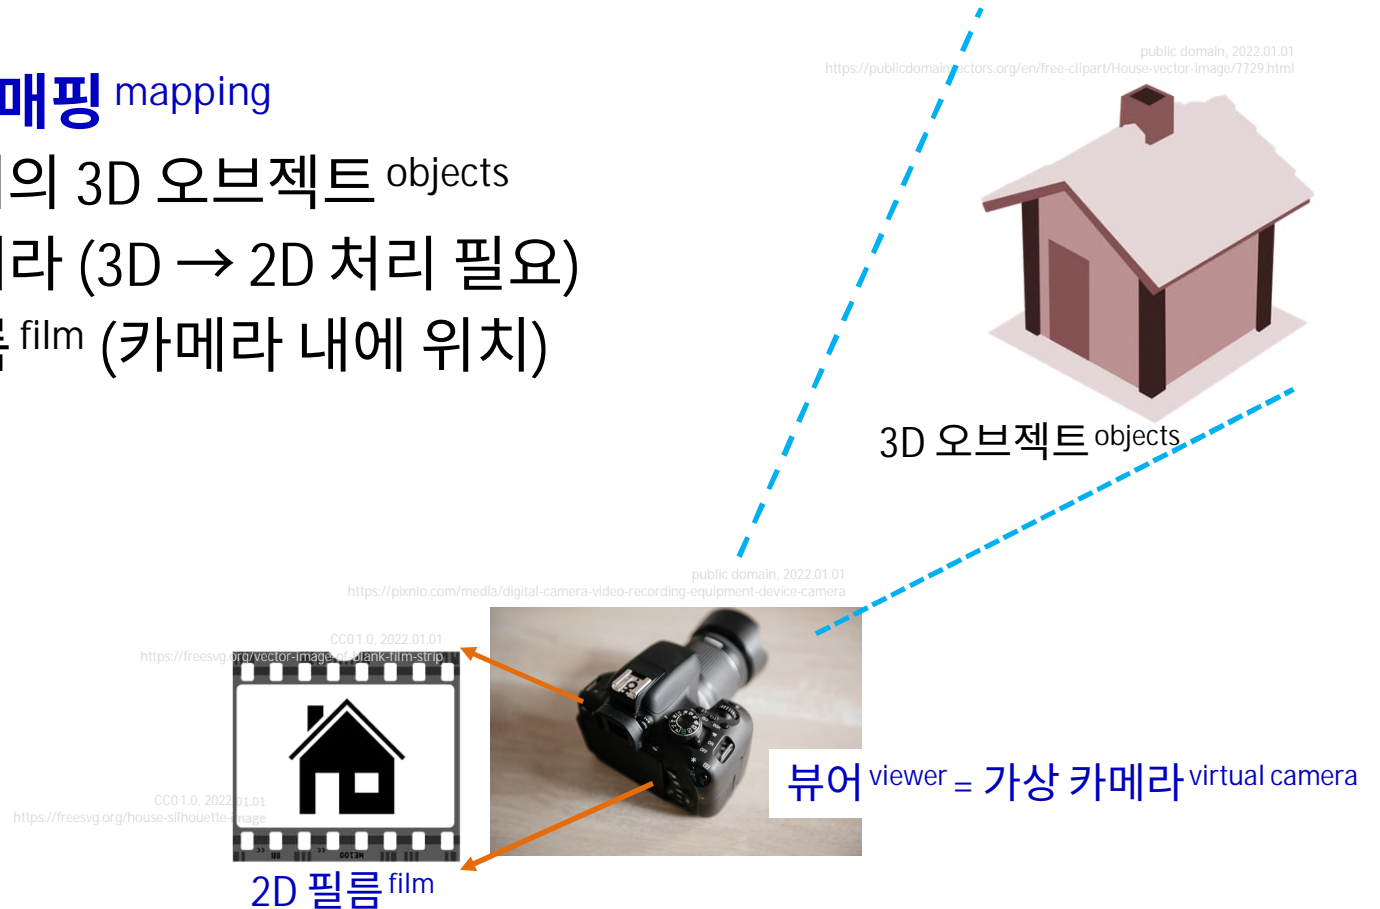 매핑 mapping
의 3D 오브젝트 objects
라 (3D → 2D 처리 필요)
film (카메라 내에 위치)
public domain, 2022.01.01
https://publicdomainvectors.org/en/free-clipart/House-vector-image/7729.html
3D 오브젝트 objects
public domain, 2022.01.01
https://pixnio.com/media/digital-camera-video-recording-equipment-device-camera
CC0 1.0, 2022.01.01
https://freesvg.org/vector-image-of-blank-film-strip
뷰어 viewer = 가상 카메라 virtual camera
CC0 1.0, 2022.01.01
https://freesvg.org/house-silhouette-image
2D 필름 film